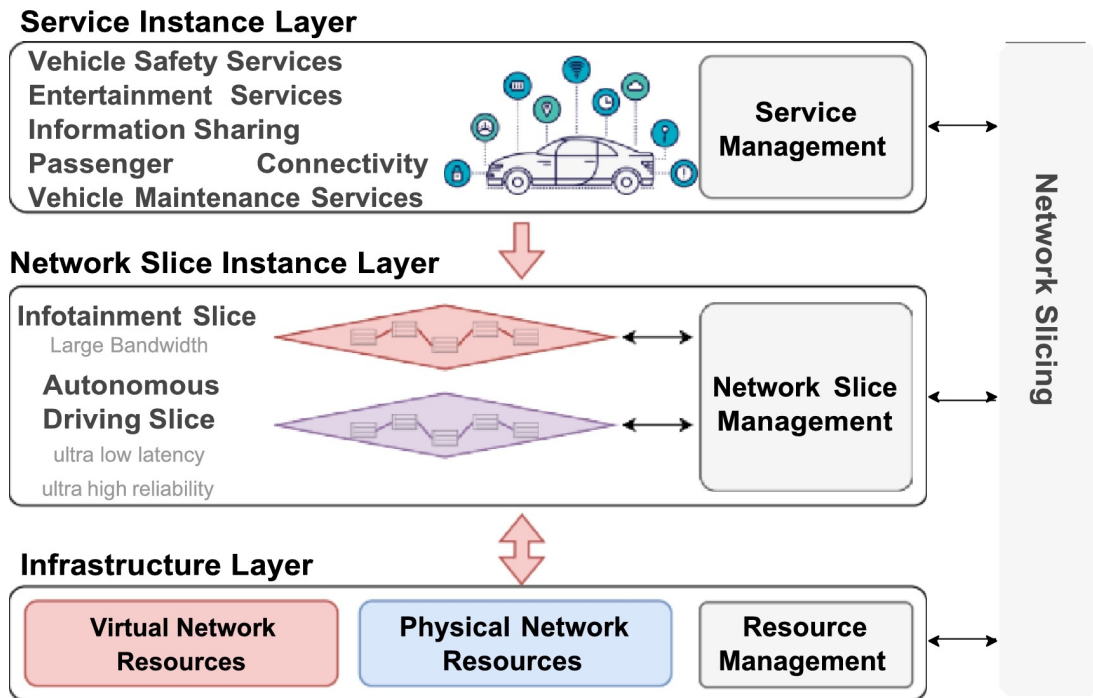 Service Instance Layer
Vehicle Safety Services
Entertainment Services
Information Sharing
Passenger Connectivity
Vehicle Maintenance Services
Service
Management
Network Slice Instance Layer
Infotainment Slice
Large Bandwidth
Autonomous
Driving Slice
ultra low latency
ultra high reliability
Network Slice
Management
Infrastructure Layer
Virtual Network
Resources
Physical Network
Resources
Resource
Management
Network Slicing